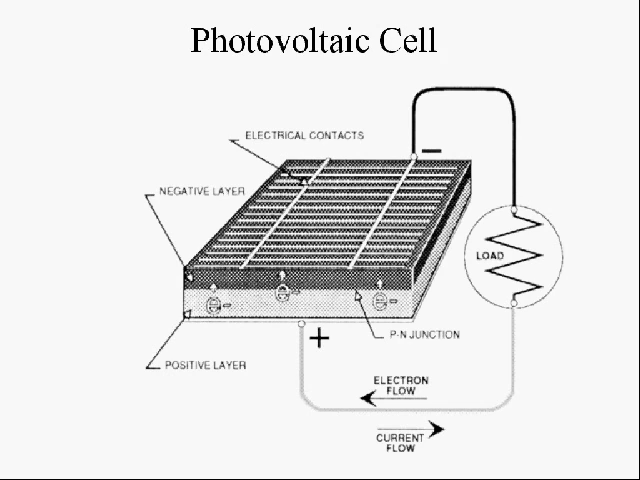 Photovoltaic Cell
ELECTRICAL CONTACTS
−
NEGATIVE LAYER
LOAD
e−
e−
e−
+
P-N JUNCTION
POSITIVE LAYER
ELECTRON
FLOW
CURRENT
FLOW